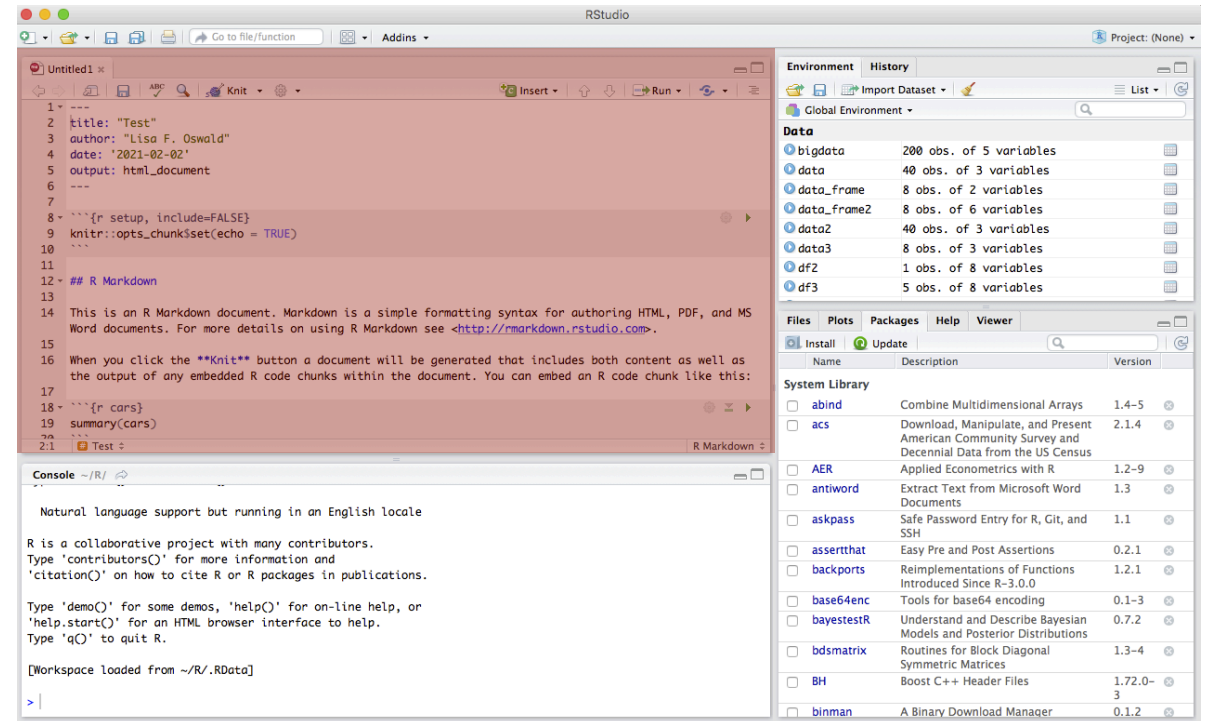 RStudio
Go to file/function
Addins
Project: (None)
Untitled1
ABC
Knit
Insert
Run
1 ---
2 title: "Test"
3 author: "Lisa F. Oswald"
4 date: '2021-02-02'
5 output: html_document
6 ---
7
8 ```{r setup, include=FALSE}
9 knitr::opts_chunk$set(echo = TRUE)
10 ```
11
12 ## R Markdown
13
14 This is an R Markdown document. Markdown is a simple formatting syntax for authoring HTML, PDF, and MS
Word documents. For more details on using R Markdown see <http://rmarkdown.rstudio.com>.
15
16 When you click the **Knit** button a document will be generated that includes both content as well as
the output of any embedded R code chunks within the document. You can embed an R code chunk like this:
17
18 ```{r cars}
19 summary(cars)
20 ```
2:1 # Test R Markdown
Console ~/R/
Natural language support but running in an English locale
R is a collaborative project with many contributors.
Type 'contributors()' for more information and
'citation()' on how to cite R or R packages in publications.
Type 'demo()' for some demos, 'help()' for on-line help, or
'help.start()' for an HTML browser interface to help.
Type 'q()' to quit R.
[Workspace loaded from ~/R/.RData]
>
Environment History
Import Dataset List
Global Environment
Data
bigdata 200 obs. of 5 variables
data 40 obs. of 3 variables
data_frame 8 obs. of 2 variables
data_frame2 8 obs. of 6 variables
data2 40 obs. of 3 variables
data3 8 obs. of 3 variables
df2 1 obs. of 8 variables
df3 5 obs. of 8 variables
Files Plots Packages Help Viewer
Install Update
Name Description Version
System Library
abind Combine Multidimensional Arrays 1.4-5
acs Download, Manipulate, and Present 2.1.4
American Community Survey and
Decennial Data from the US Census
AER Applied Econometrics with R 1.2-9
antiword Extract Text from Microsoft Word 1.3
Documents
askpass Safe Password Entry for R, Git, and 1.1
SSH
assertthat Easy Pre and Post Assertions 0.2.1
backports Reimplementations of Functions 1.2.1
Introduced Since R-3.0.0
base64enc Tools for base64 encoding 0.1-3
bayestestR Understand and Describe Bayesian 0.7.2
Models and Posterior Distributions
bdsmatrix Routines for Block Diagonal 1.3-4
Symmetric Matrices
BH Boost C++ Header Files 1.72.0-
3
binman A Binary Download Manager 0.1.2